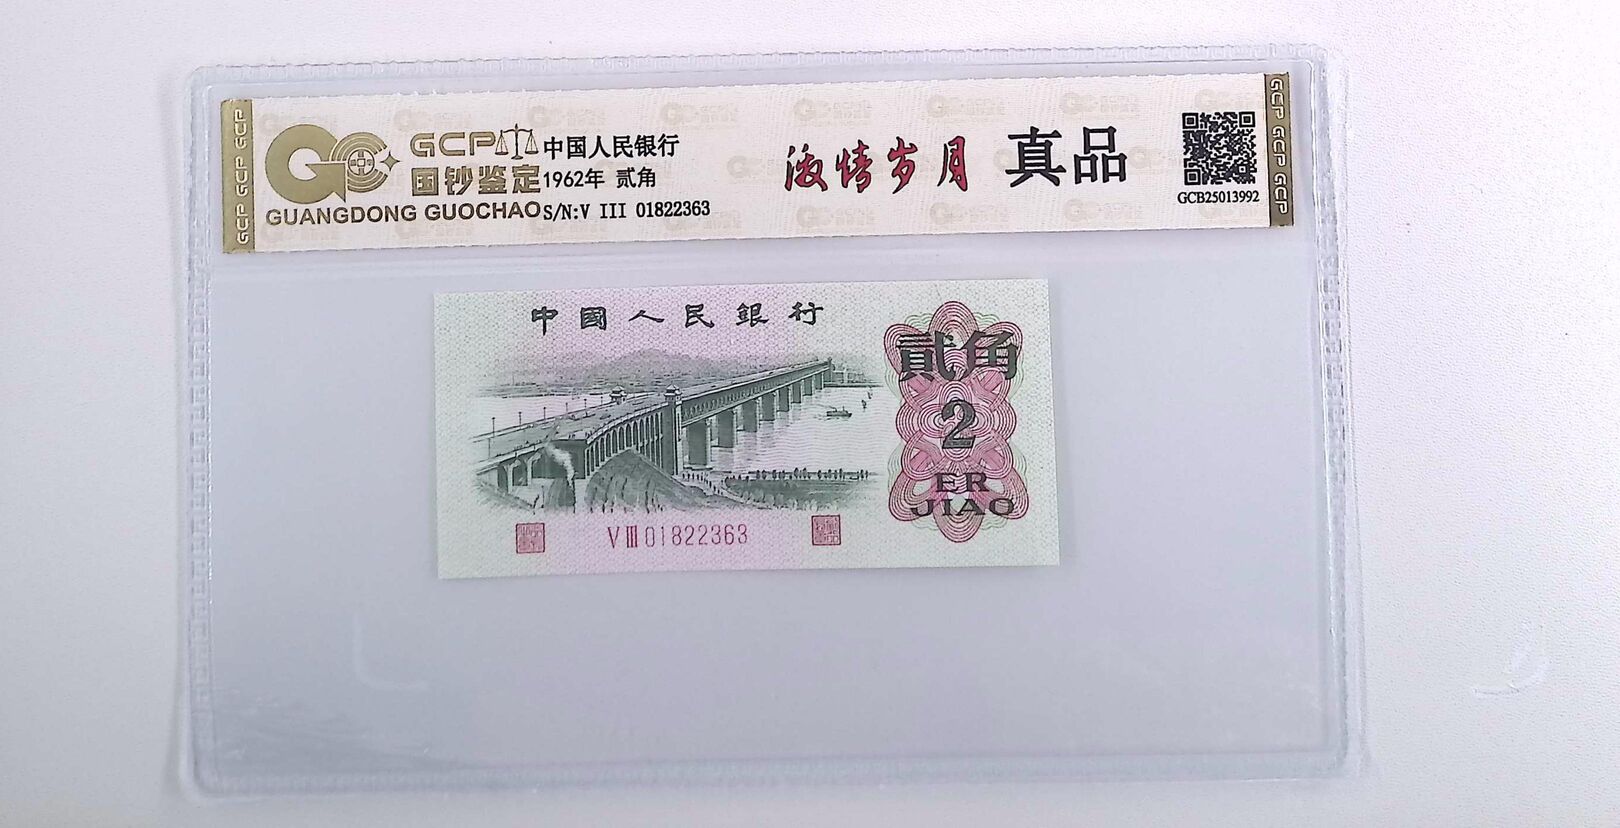 GCP GCP GCP
GCP
国钞鉴定
GUANGDONG GUOCHAO
中国人民银行
1962年 贰角
S/N:V III 01822363
激情岁月
真品
GCB25013992
GCP GCP GCP
中國人民銀行
貳角
2
ER
JIAO
V III 01822363